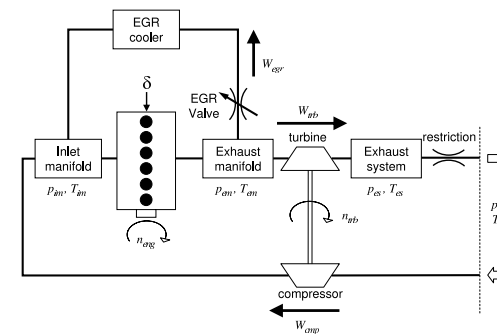 EGR
cooler
W_egr
δ
EGR
Valve
W_trb
turbine
restriction
Inlet
manifold
Exhaust
manifold
Exhaust
system
p_im, T_im
p_em, T_em
p_es, T_es
p
T
n_eng
n_trb
compressor
W_cmp